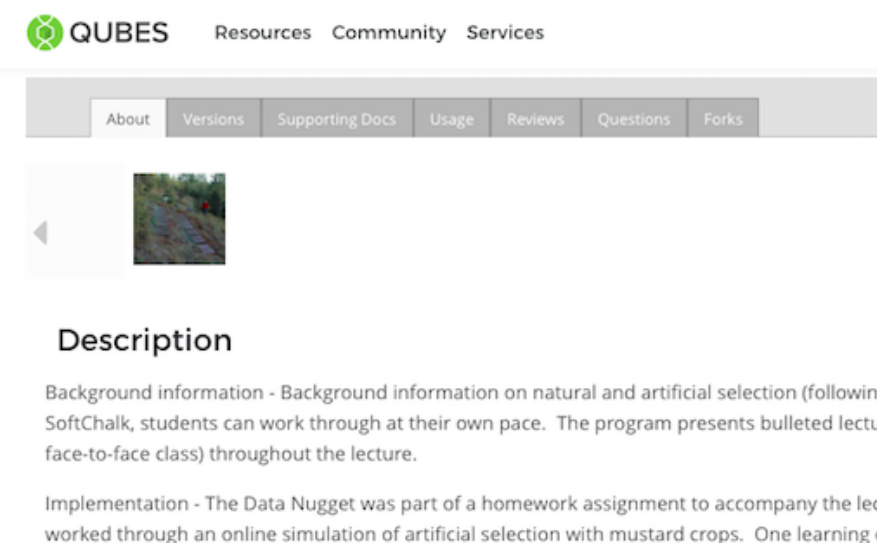 QUBES Resources Community Services
About Versions Supporting Docs Usage Reviews Questions Forks
Description
Background information - Background information on natural and artificial selection (followin
SoftChalk, students can work through at their own pace. The program presents bulleted lectu
face-to-face class) throughout the lecture.
Implementation - The Data Nugget was part of a homework assignment to accompany the lec
worked through an online simulation of artificial selection with mustard crops. One learning